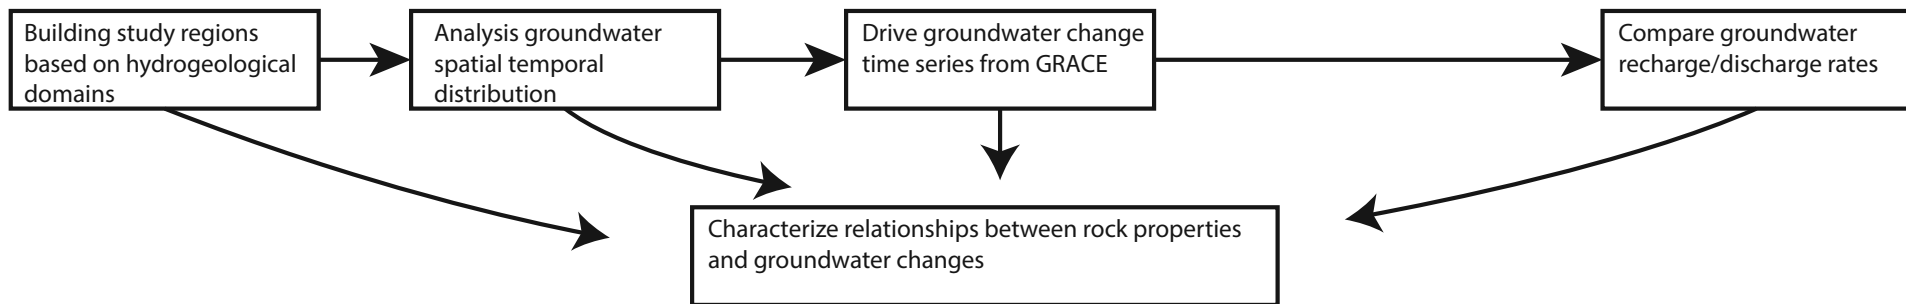 Building study regions
based on hydrogeological
domains
Analysis groundwater
spatial temporal
distribution
Drive groundwater change
time series from GRACE
Compare groundwater
recharge/discharge rates
Characterize relationships between rock properties
and groundwater changes